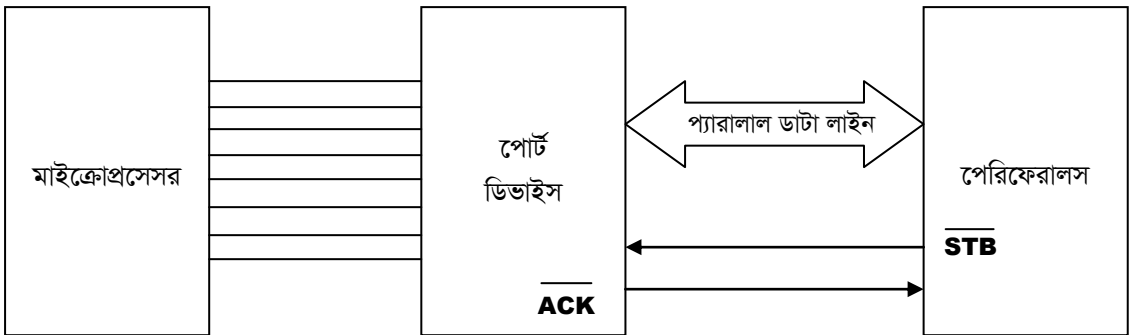 মাইক্রোপ্রসেসর
পোর্ট
ডিভাইস
প্যারালাল ডাটা লাইন
পেরিফেরালস
STB
ACK